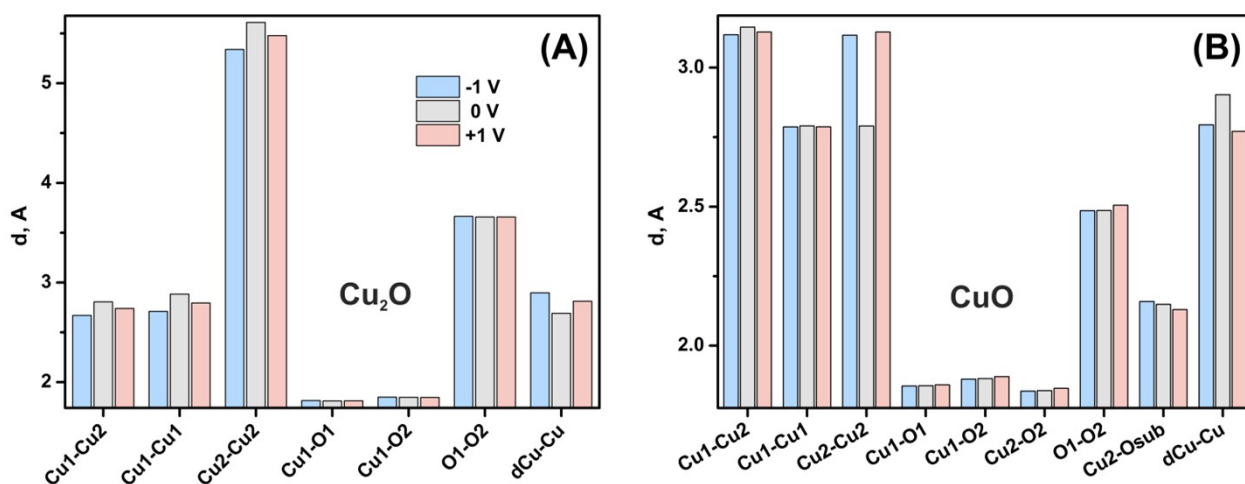 (A)
5
4
3
2
d, A
-1 V
0 V
+1 V
Cu₂O
Cu1-Cu2
Cu1-Cu1
Cu2-Cu2
Cu1-O1
Cu1-O2
O1-O2
dCu-Cu
(B)
3.0
2.5
2.0
d, A
CuO
Cu1-Cu2
Cu1-Cu1
Cu2-Cu2
Cu1-O1
Cu1-O2
Cu2-O2
O1-O2
Cu2-Osub
dCu-Cu